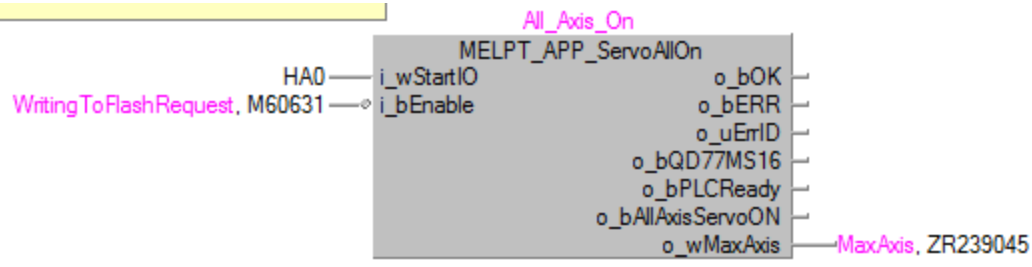 All_Axis_On
MELPT_APP_ServoAllOn
HA0 i_wStartIO o_bOK
WritingToFlashRequest, M60631 i_bEnable o_bERR
o_uErrID
o_bQD77MS16
o_bPLCReady
o_bAllAxisServoON
o_wMaxAxis MaxAxis, ZR239045